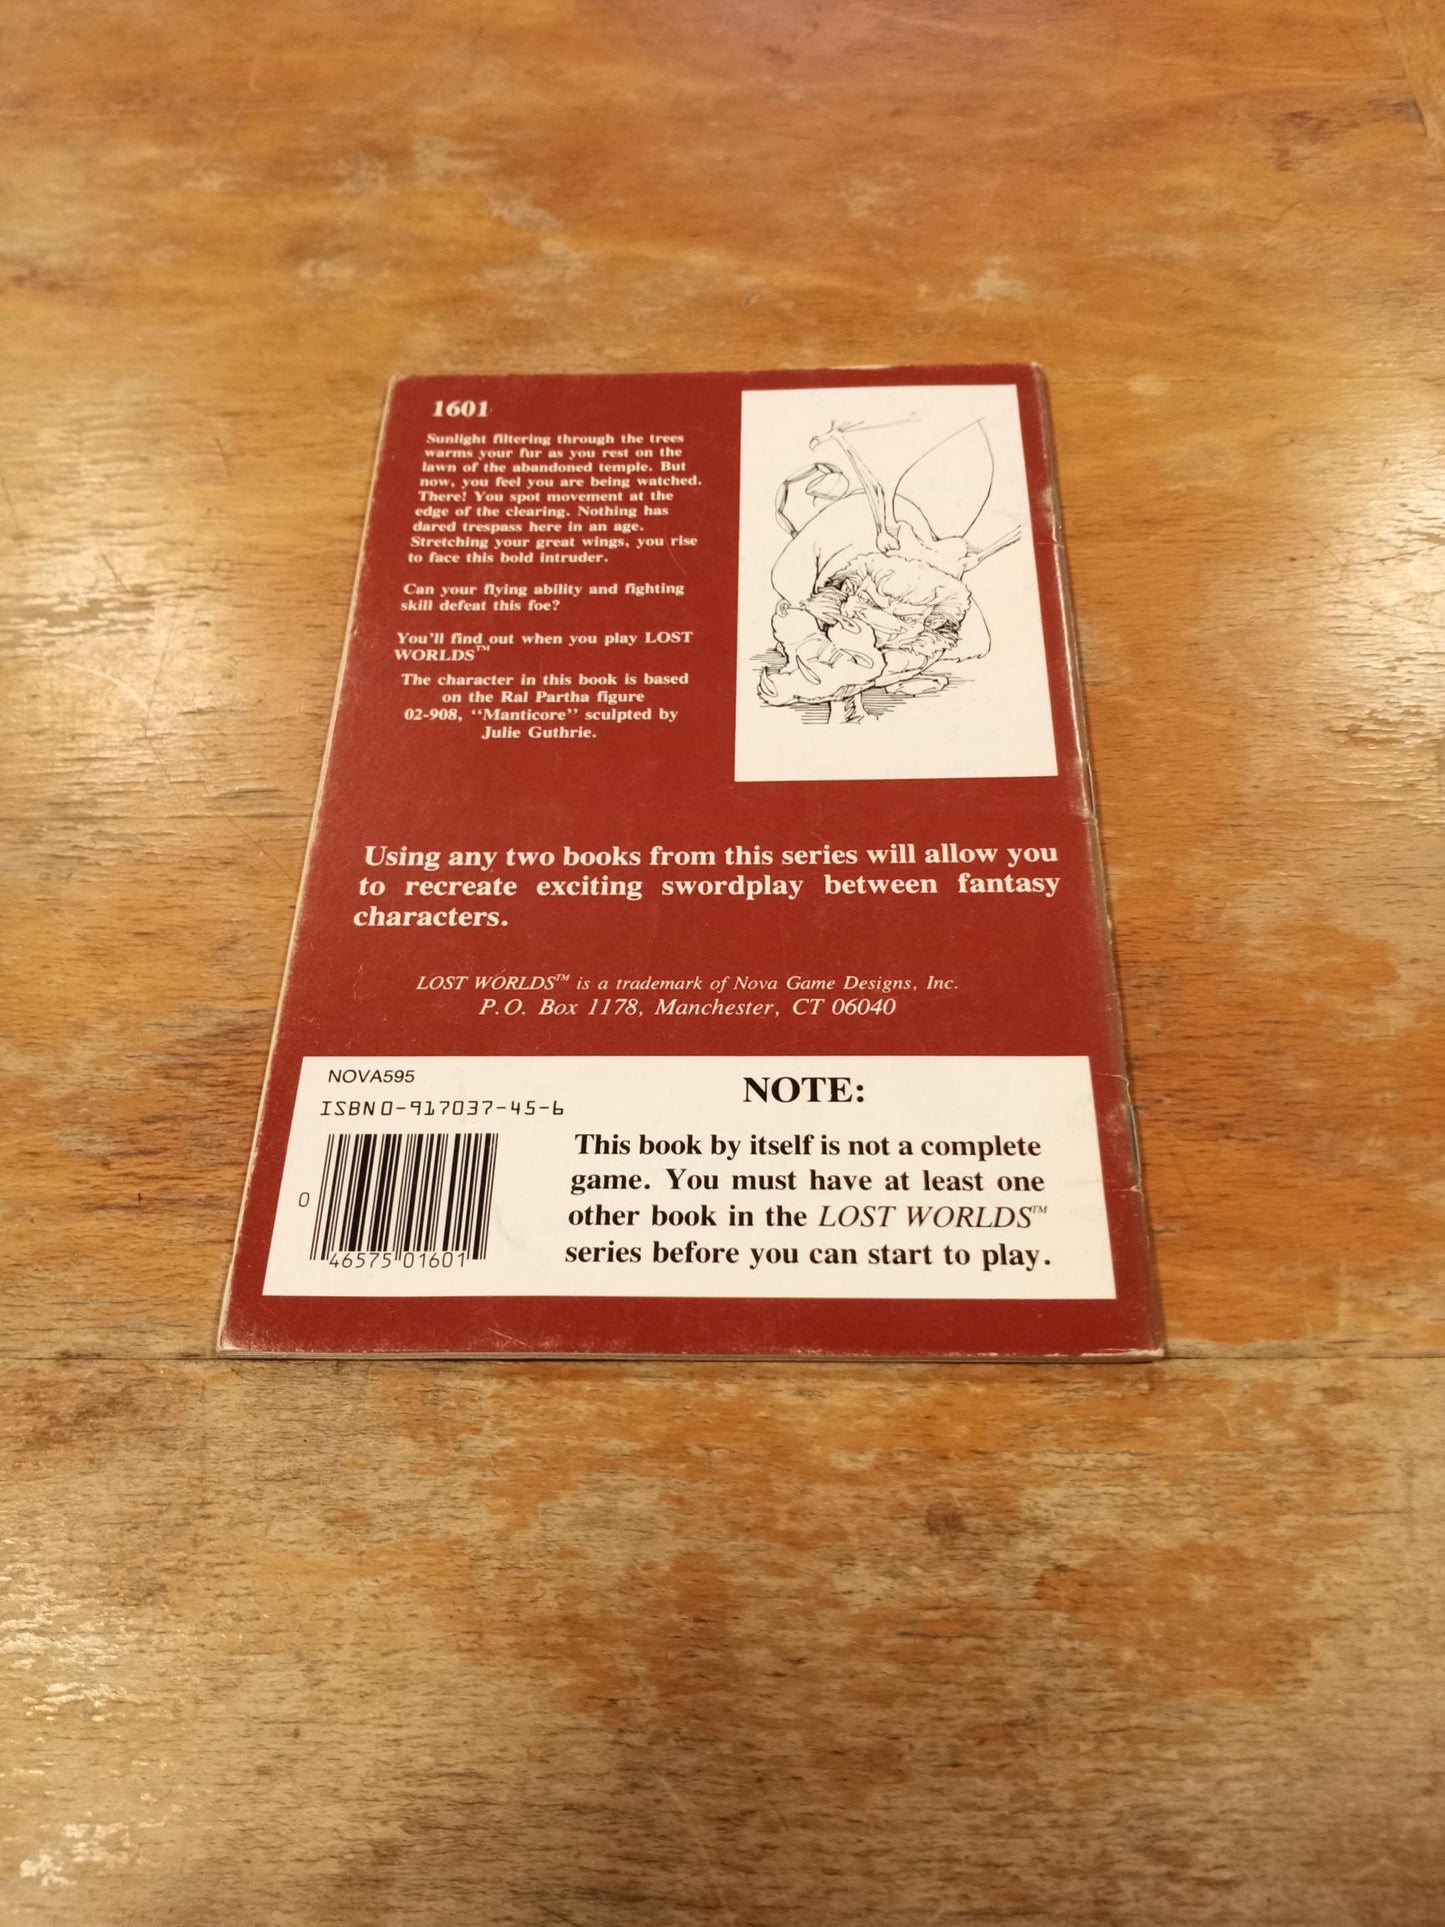 1601
Sunlight filtering through the trees
warms your fur as you rest on the
lawn of the abandoned temple. But
now, you feel you are being watched.
There! You spot movement at the
edge of the clearing. Nothing has
dared trespass here in an age.
Stretching your great wings, you rise
to face this bold intruder.
Can your flying ability and fighting
skill defeat this foe?
You'll find out when you play LOST
WORLDS™
The character in this book is based
on the Ral Partha figure
02-908, “Manticore” sculpted by
Julie Guthrie.
Using any two books from this series will allow you
to recreate exciting swordplay between fantasy
characters.
LOST WORLDS™ is a trademark of Nova Game Designs, Inc.
P.O. Box 1178, Manchester, CT 06040
NOVA595
ISBN 0-917037-45-6
0 46575 01601
NOTE:
This book by itself is not a complete
game. You must have at least one
other book in the LOST WORLDS™
series before you can start to play.